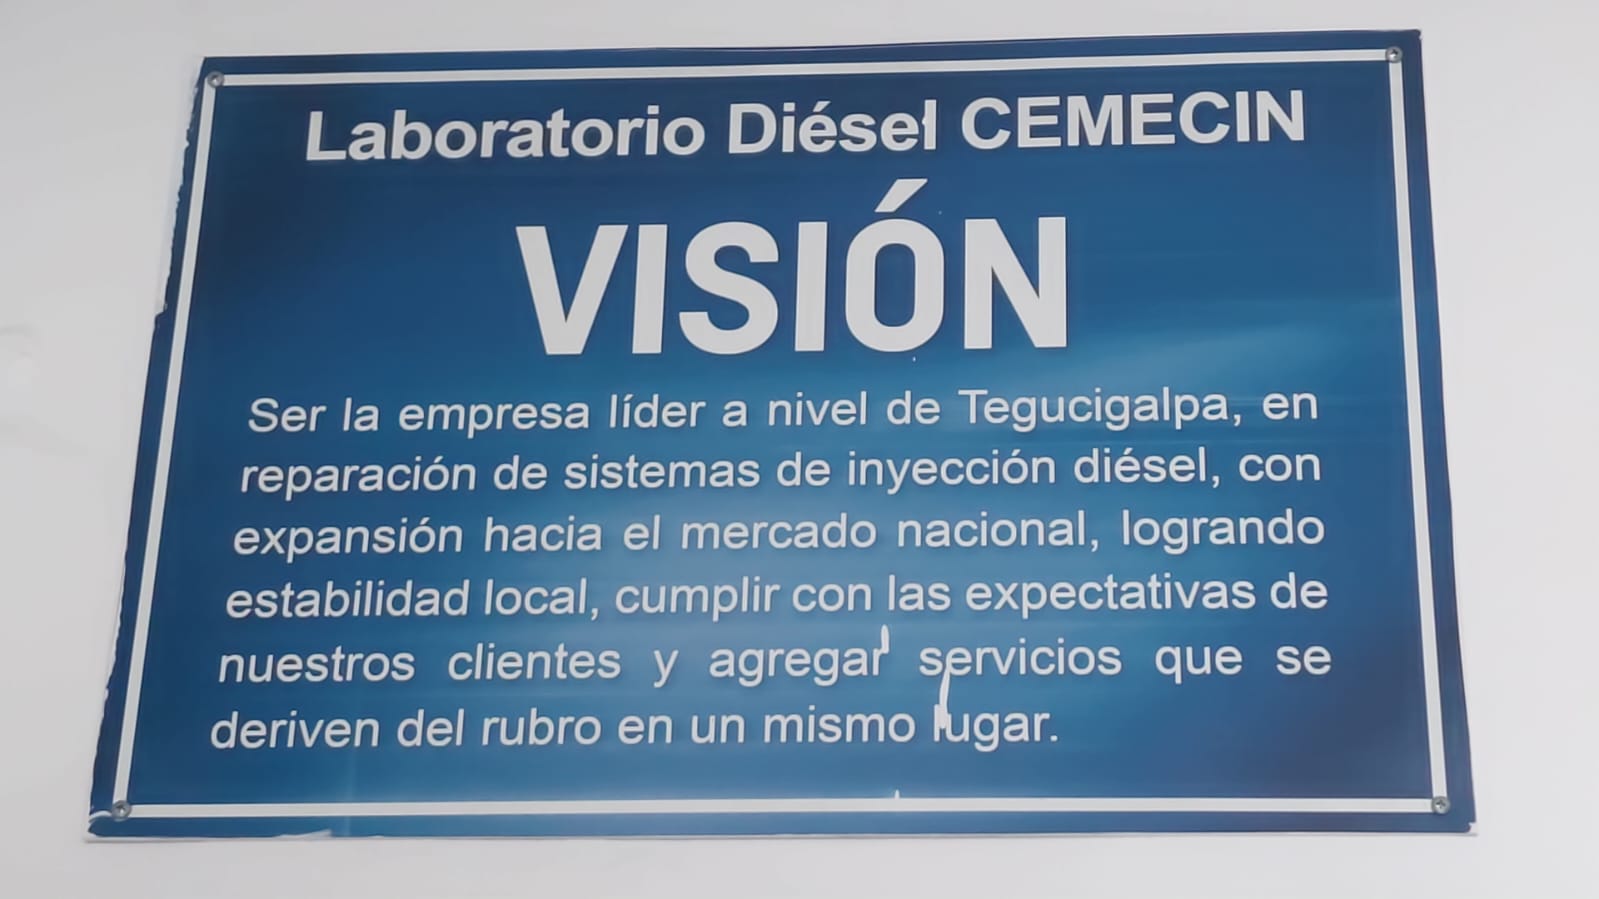 Laboratorio Diésel CEMECIN
VISIÓN
Ser la empresa líder a nivel de Tegucigalpa, en
reparación de sistemas de inyección diésel, con
expansión hacia el mercado nacional, logrando
estabilidad local, cumplir con las expectativas de
nuestros clientes y agregar servicios que se
deriven del rubro en un mismo lugar.